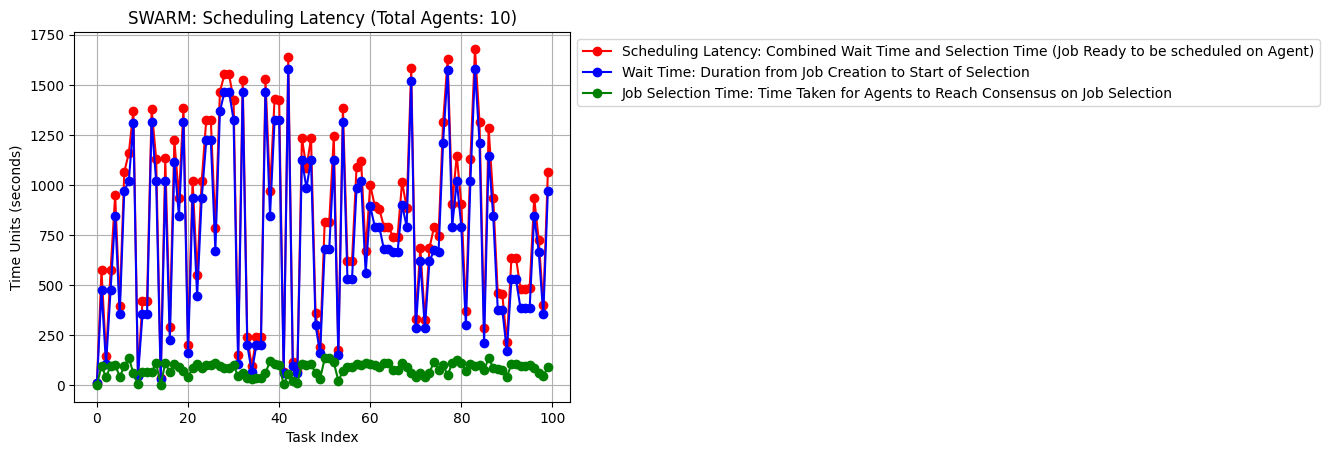 SWARM: Scheduling Latency (Total Agents: 10)
Scheduling Latency: Combined Wait Time and Selection Time (Job Ready to be scheduled on Agent)
Wait Time: Duration from Job Creation to Start of Selection
Job Selection Time: Time Taken for Agents to Reach Consensus on Job Selection
Time Units (seconds)
1750
1500
1250
1000
750
500
250
0
0 20 40 60 80 100
Task Index